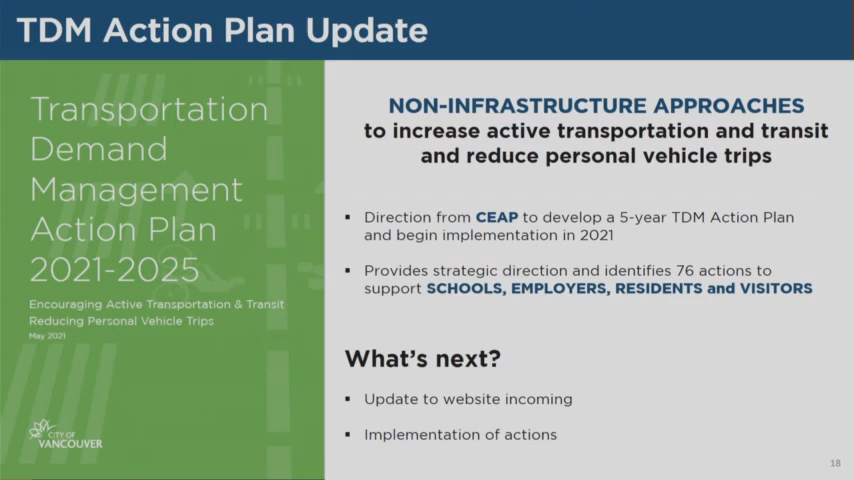 TDM Action Plan Update
Transportation
Demand
Management
Action Plan
2021-2025
Encouraging Active Transportation & Transit
Reducing Personal Vehicle Trips
May 2021
CITY OF
VANCOUVER
NON-INFRASTRUCTURE APPROACHES
to increase active transportation and transit
and reduce personal vehicle trips
▪ Direction from CEAP to develop a 5-year TDM Action Plan
and begin implementation in 2021
▪ Provides strategic direction and identifies 76 actions to
support SCHOOLS, EMPLOYERS, RESIDENTS and VISITORS
What's next?
▪ Update to website incoming
▪ Implementation of actions
18